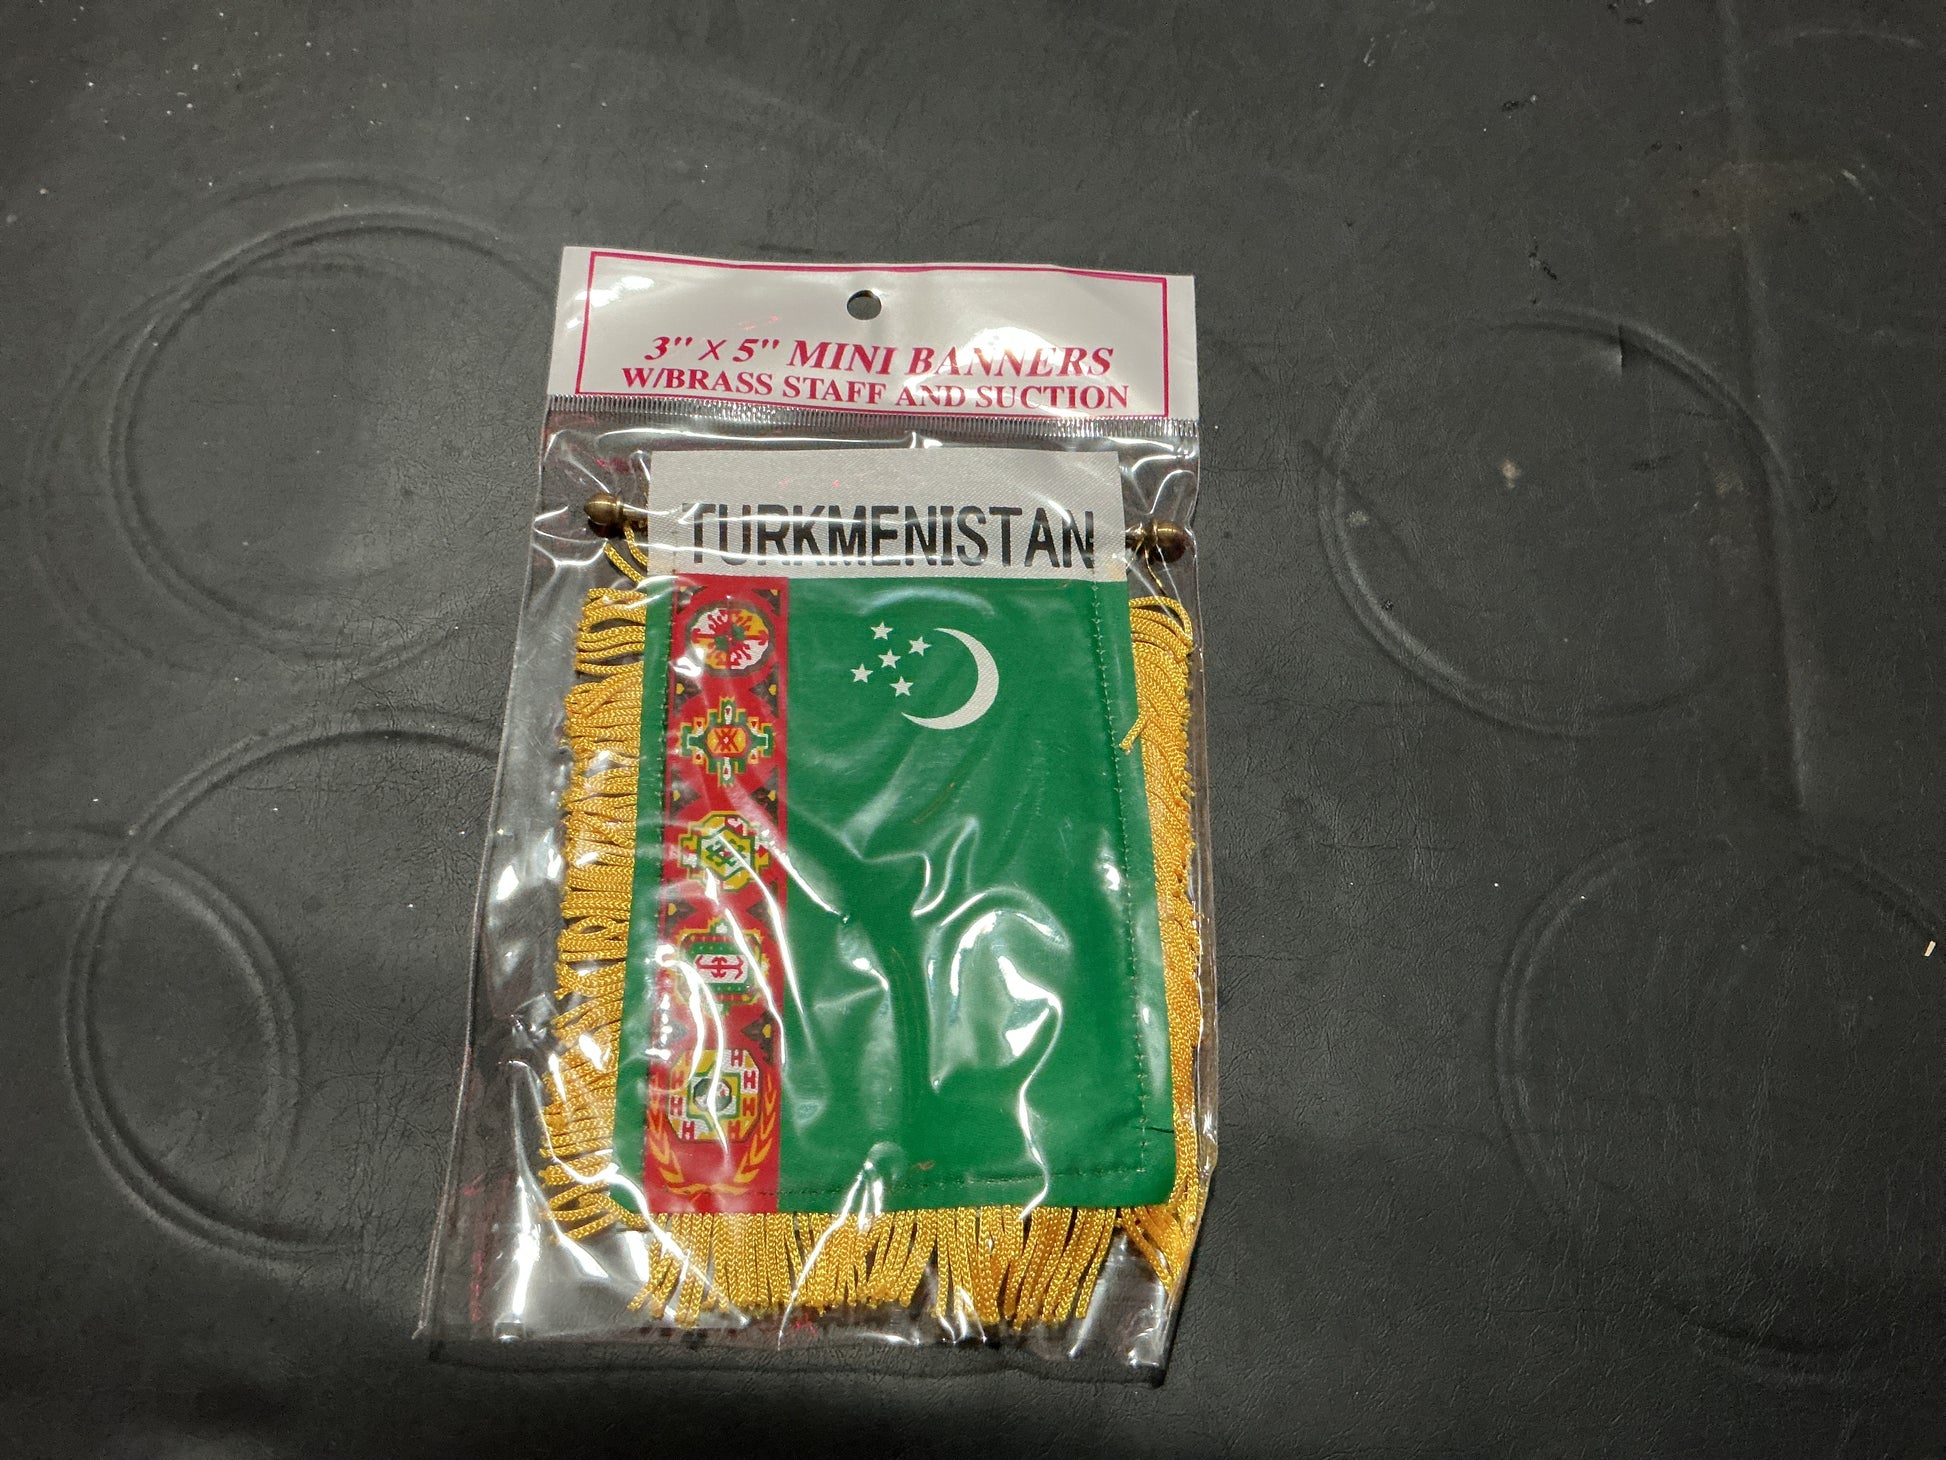 3" X 5" MINI BANNERS
W/BRASS STAFF AND SUCTION
TURKMENISTAN